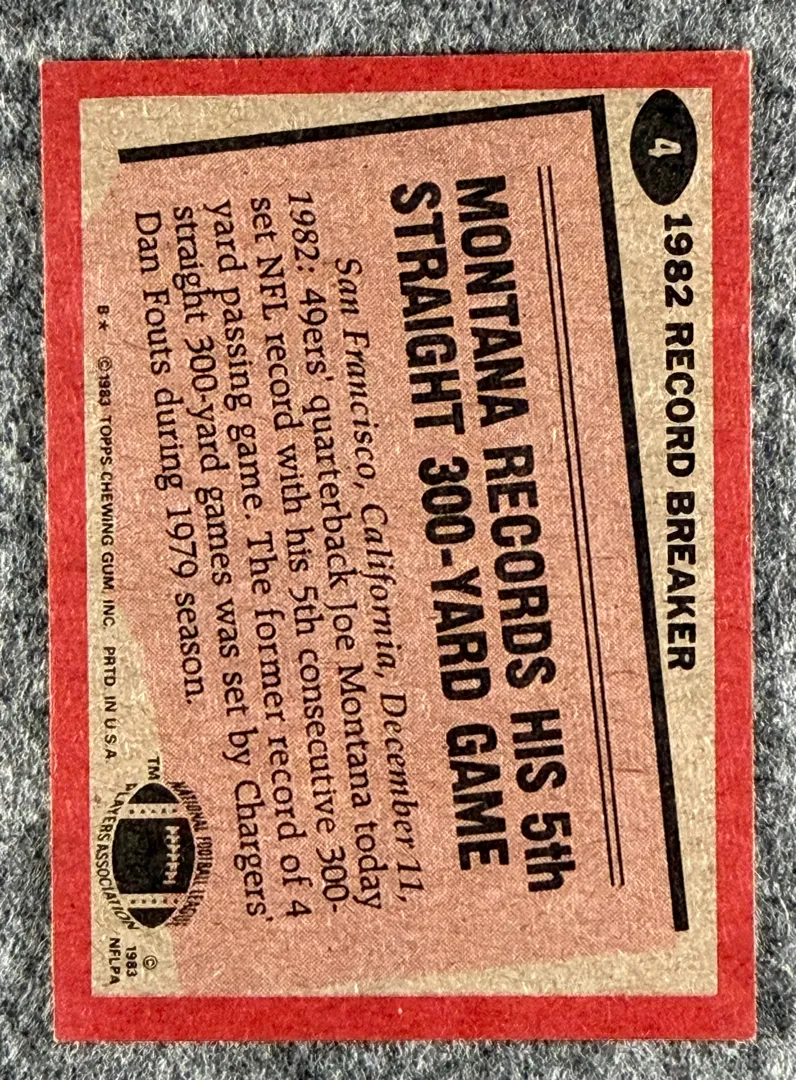 4
1982 RECORD BREAKER
MONTANA RECORDS HIS 5th
STRAIGHT 300-YARD GAME
San Francisco, California, December 11,
1982: 49ers' quarterback Joe Montana today
set NFL record with his 5th consecutive 300-
yard passing game. The former record of 4
straight 300-yard games was set by Chargers'
Dan Fouts during 1979 season.
B* ©1983 TOPPS CHEWING GUM, INC. PRTD. IN U.S.A.
TM
NATIONAL FOOTBALL LEAGUE
PLAYERS ASSOCIATION
© 1983
NFLPA